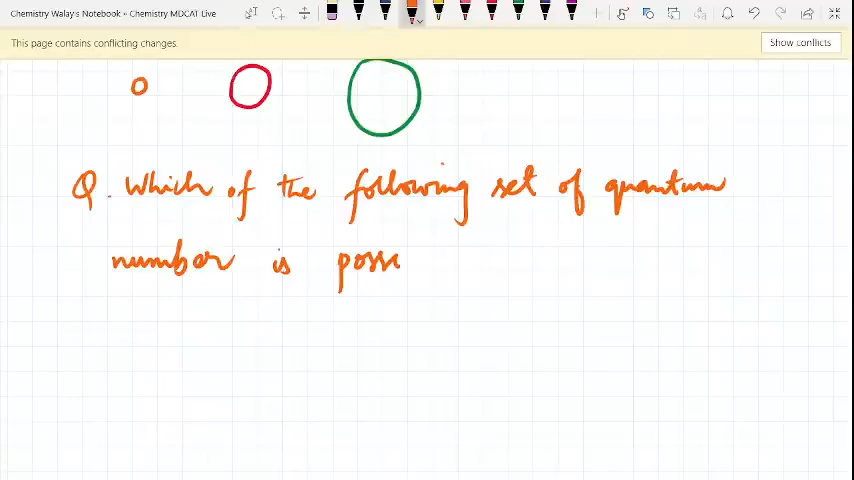 Chemistry Walay's Notebook » Chemistry MDCAT Live
This page contains conflicting changes.
Show conflicts
Q. Which of the following set of quantum
number is poss